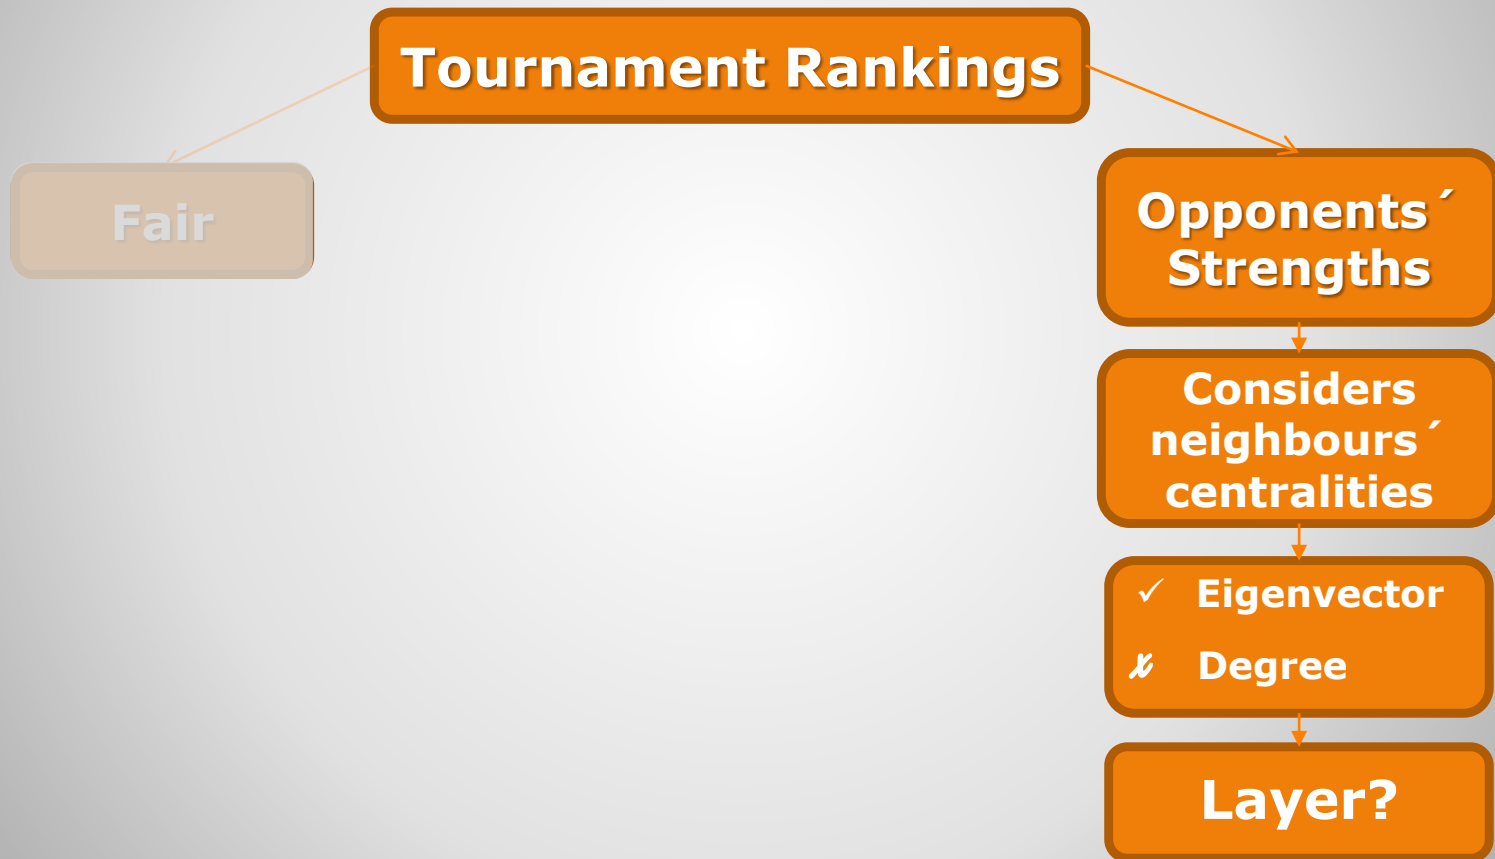 Tournament Rankings
Fair
Opponents´
Strengths
Considers
neighbours´
centralities
✓ Eigenvector
✗ Degree
Layer?